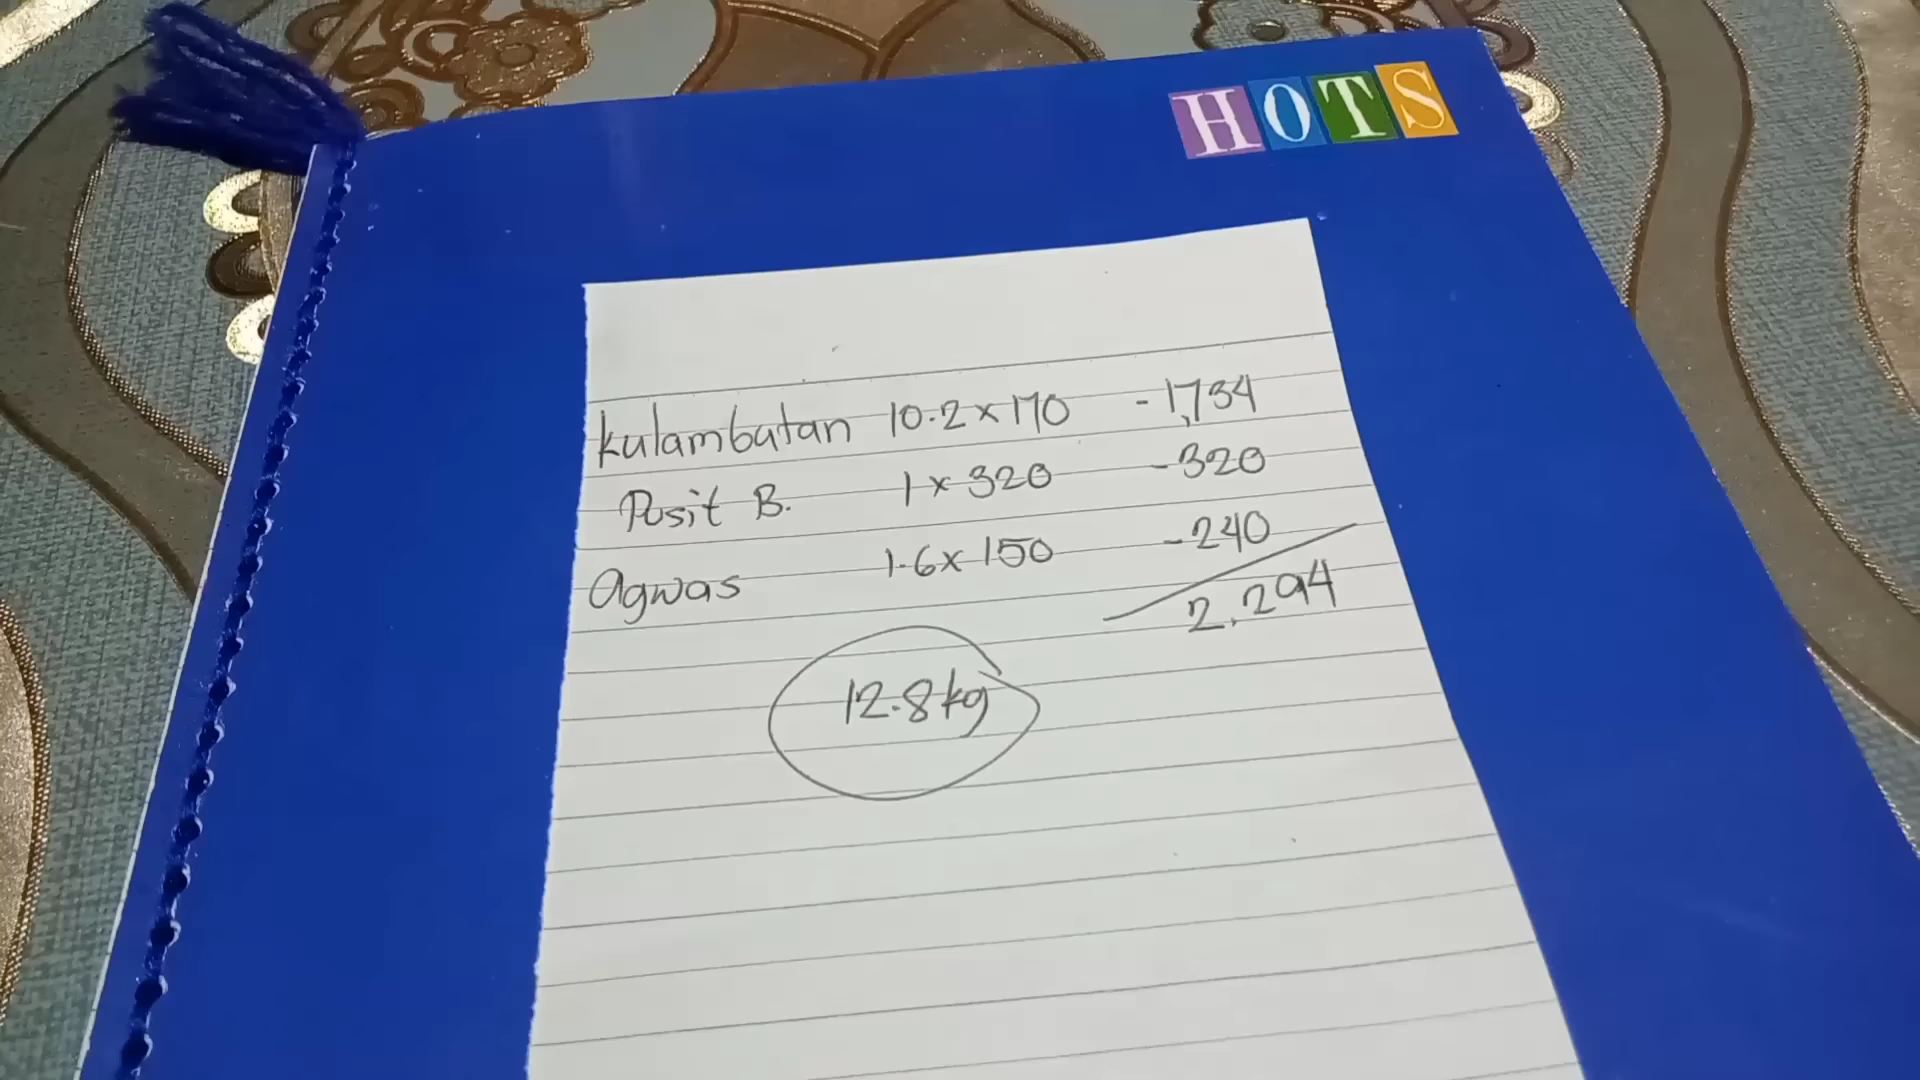 HOTS
kulambutan 10.2 x 170 - 1,734
Pusit B. 1 x 320 - 320
Agwas 1.6 x 150 - 240
2,294
12.8 kg